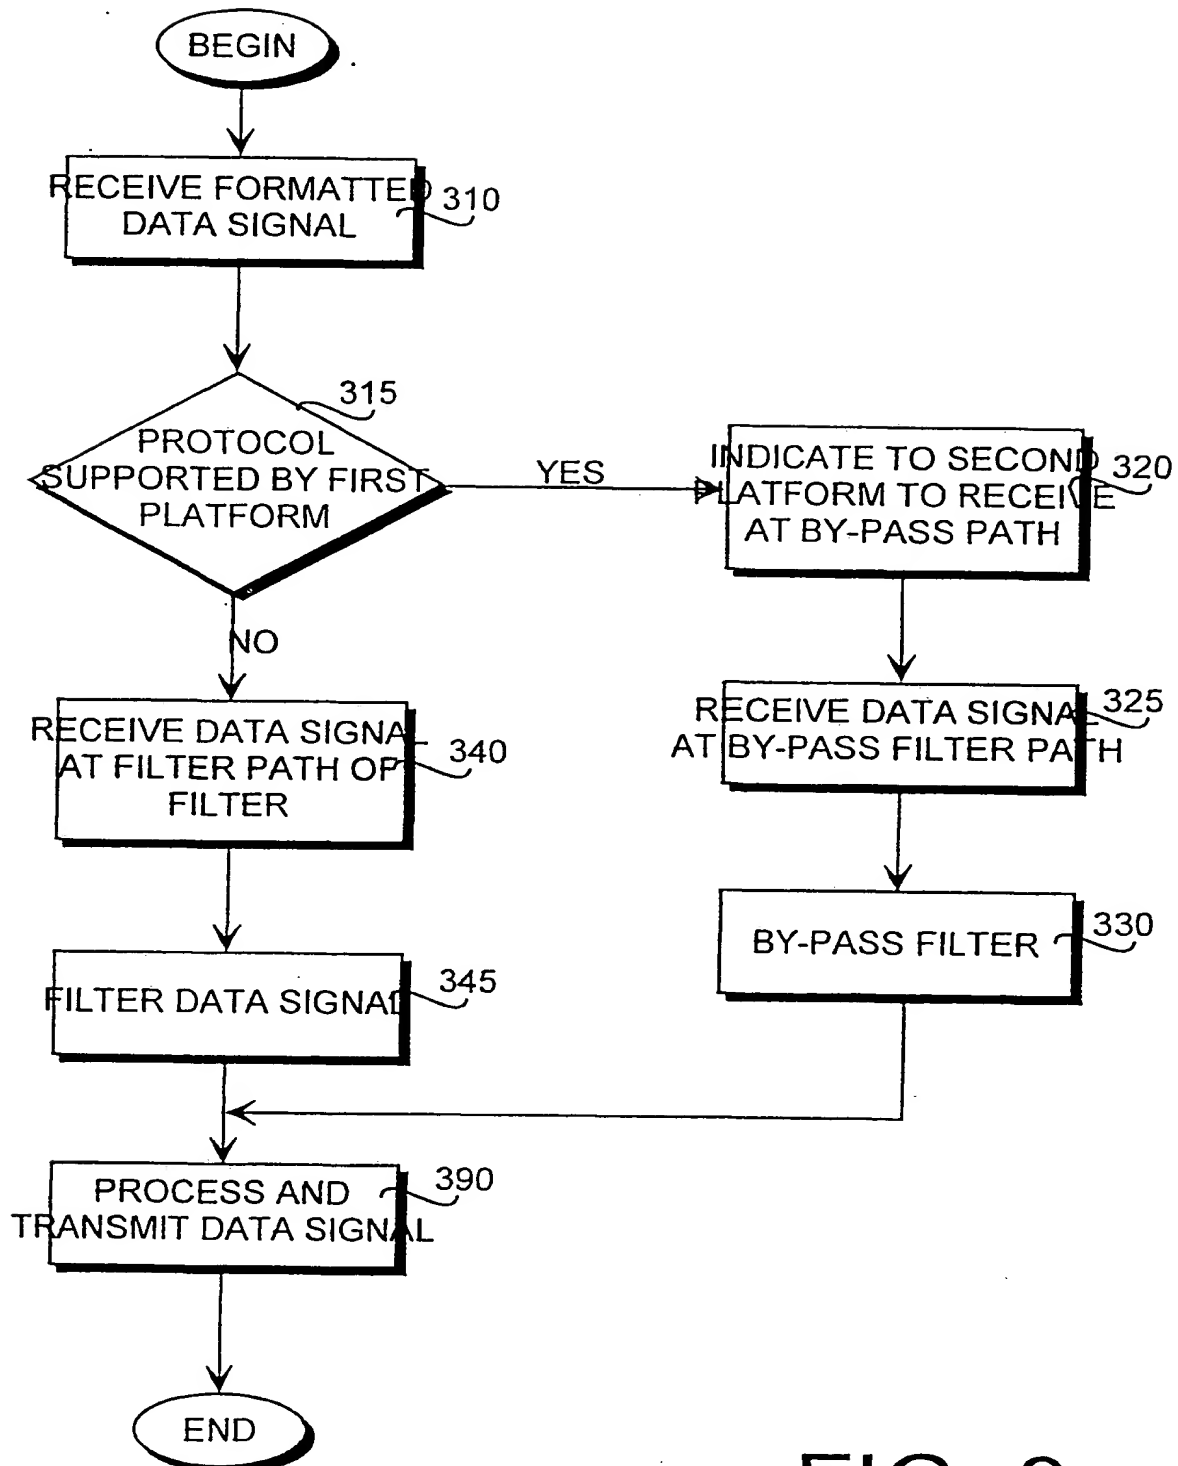 BEGIN
RECEIVE FORMATTED
DATA SIGNAL
310
315
PROTOCOL
SUPPORTED BY FIRST
PLATFORM
YES
INDICATE TO SECOND
PLATFORM TO RECEIVE
AT BY-PASS PATH
320
NO
RECEIVE DATA SIGNAL
AT FILTER PATH OF
FILTER
340
RECEIVE DATA SIGNAL
AT BY-PASS FILTER PATH
325
BY-PASS FILTER
330
FILTER DATA SIGNAL
345
PROCESS AND
TRANSMIT DATA SIGNAL
390
END
FIG.